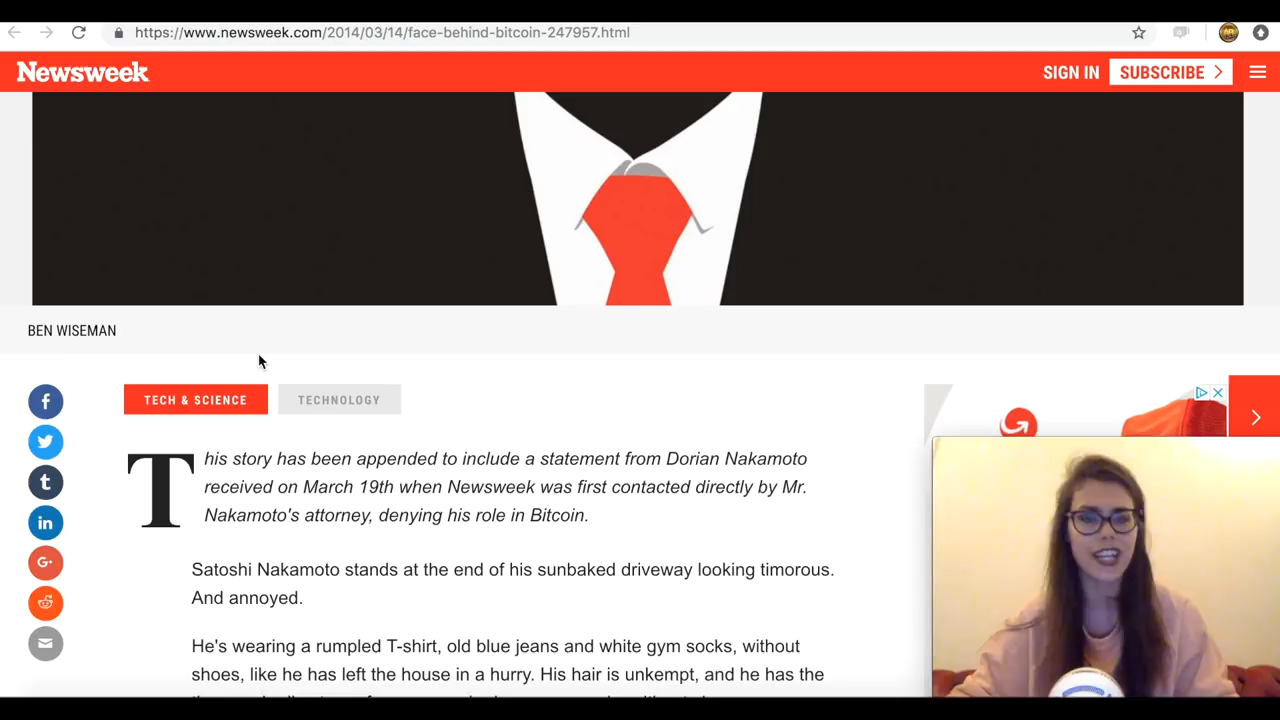 https://www.newsweek.com/2014/03/14/face-behind-bitcoin-247957.html
Newsweek
SIGN IN
SUBSCRIBE
BEN WISEMAN
TECH & SCIENCE
TECHNOLOGY
This story has been appended to include a statement from Dorian Nakamoto
received on March 19th when Newsweek was first contacted directly by Mr.
Nakamoto's attorney, denying his role in Bitcoin.
Satoshi Nakamoto stands at the end of his sunbaked driveway looking timorous.
And annoyed.
He's wearing a rumpled T-shirt, old blue jeans and white gym socks, without
shoes, like he has left the house in a hurry. His hair is unkempt, and he has the